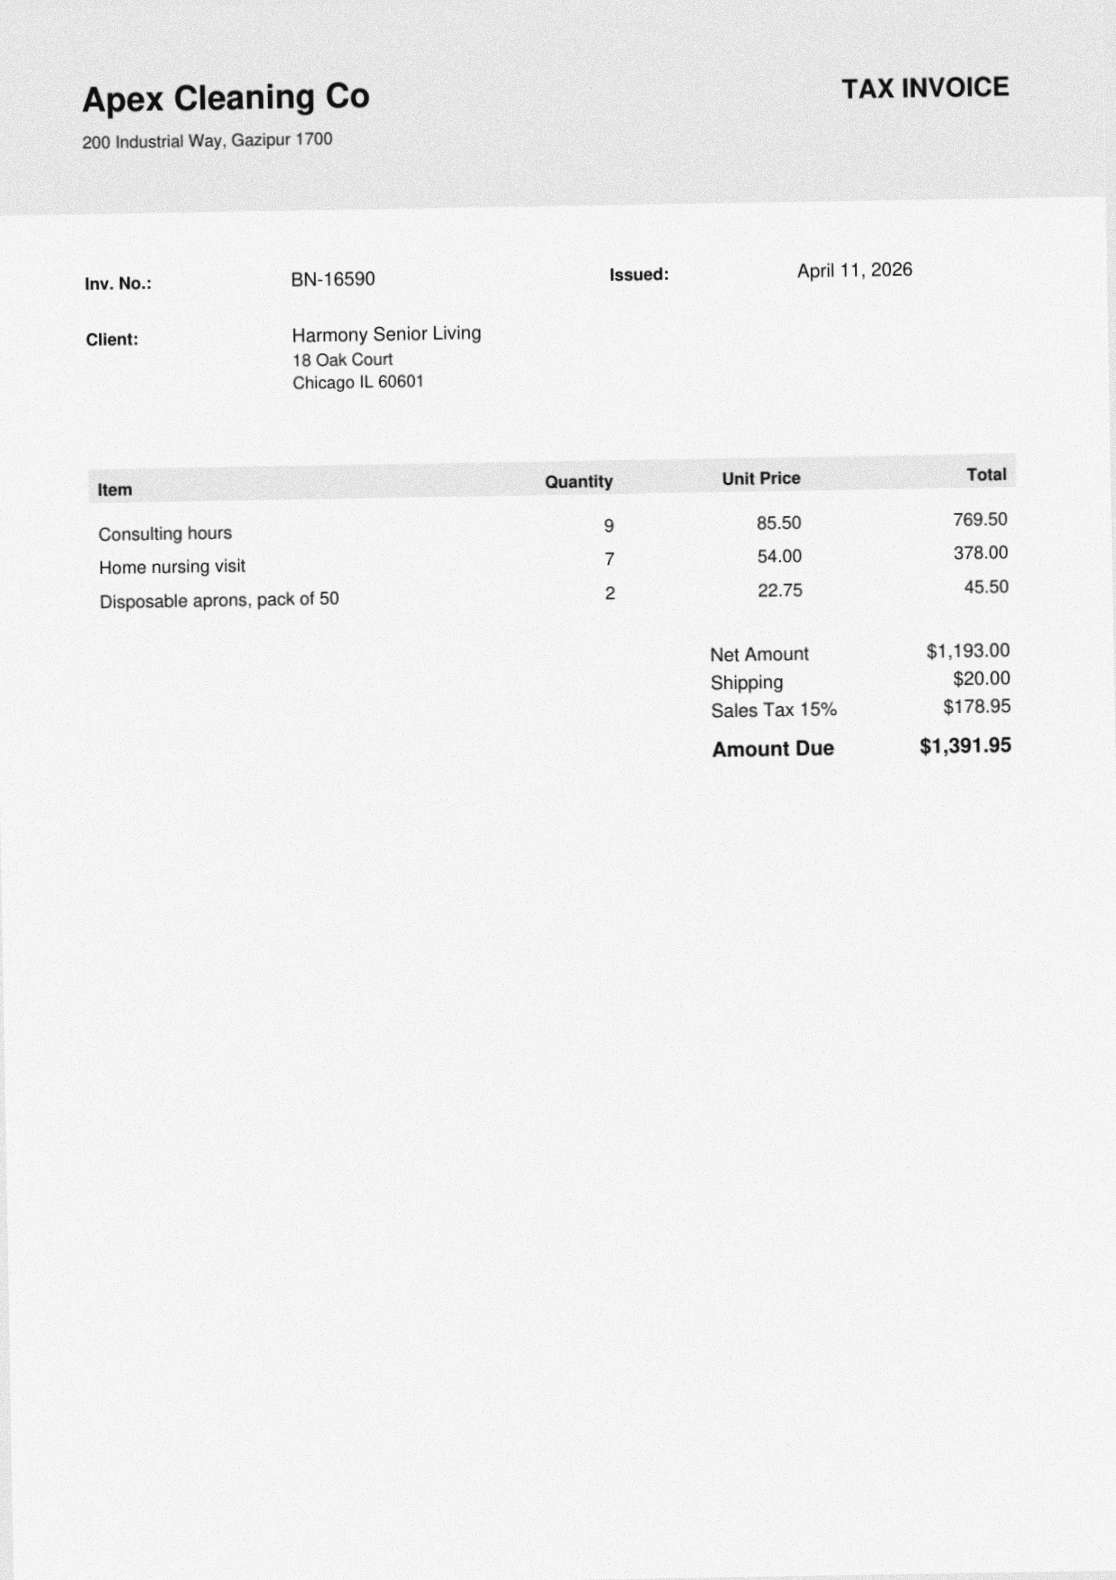 Apex Cleaning Co
TAX INVOICE
200 Industrial Way, Gazipur 1700
Inv. No.: BN-16590 Issued: April 11, 2026
Client: Harmony Senior Living
18 Oak Court
Chicago IL 60601
Item Quantity Unit Price Total
Consulting hours 9 85.50 769.50
Home nursing visit 7 54.00 378.00
Disposable aprons, pack of 50 2 22.75 45.50
Net Amount $1,193.00
Shipping $20.00
Sales Tax 15% $178.95
Amount Due $1,391.95